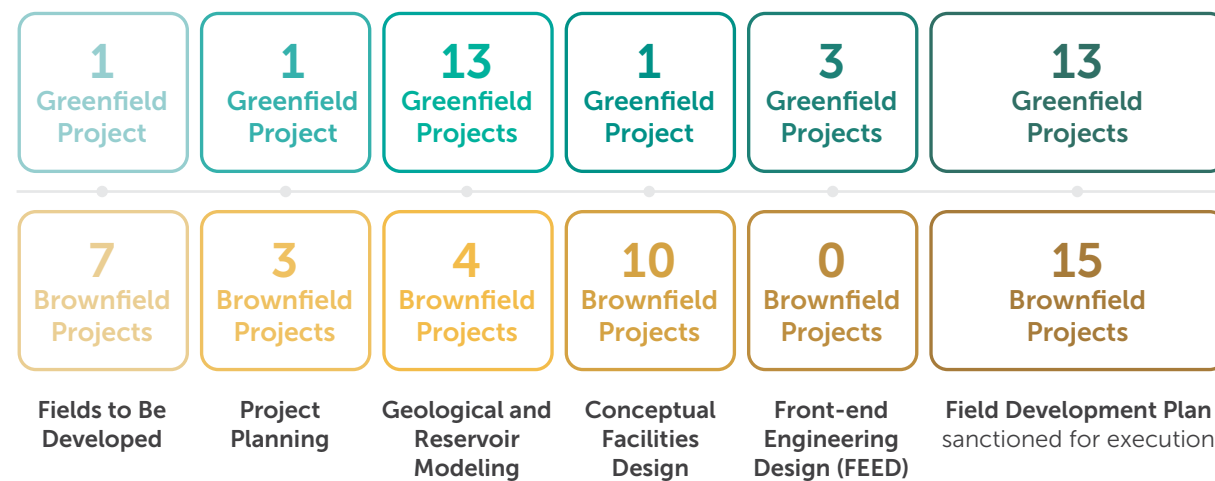 1
Greenfield
Project
1
Greenfield
Project
13
Greenfield
Projects
1
Greenfield
Project
3
Greenfield
Projects
13
Greenfield
Projects
7
Brownfield
Projects
3
Brownfield
Projects
4
Brownfield
Projects
10
Brownfield
Projects
0
Brownfield
Projects
15
Brownfield
Projects
Fields to Be
Developed
Project
Planning
Geological and
Reservoir
Modeling
Conceptual
Facilities
Design
Front-end
Engineering
Design (FEED)
Field Development Plan
sanctioned for execution